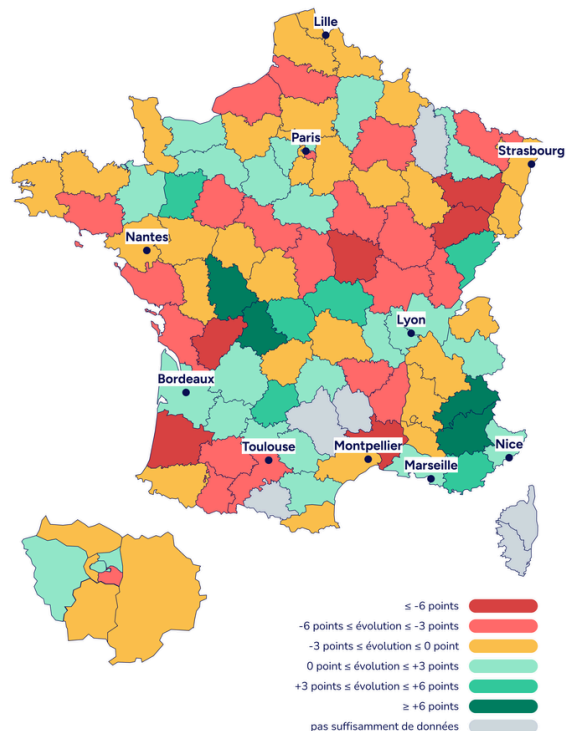 Lille
Paris
Strasbourg
Nantes
Lyon
Bordeaux
Toulouse
Montpellier
Nice
Marseille
≤ -6 points
-6 points ≤ évolution ≤ -3 points
-3 points ≤ évolution ≤ 0 point
0 point ≤ évolution ≤ +3 points
+3 points ≤ évolution ≤ +6 points
≥ +6 points
pas suffisamment de données